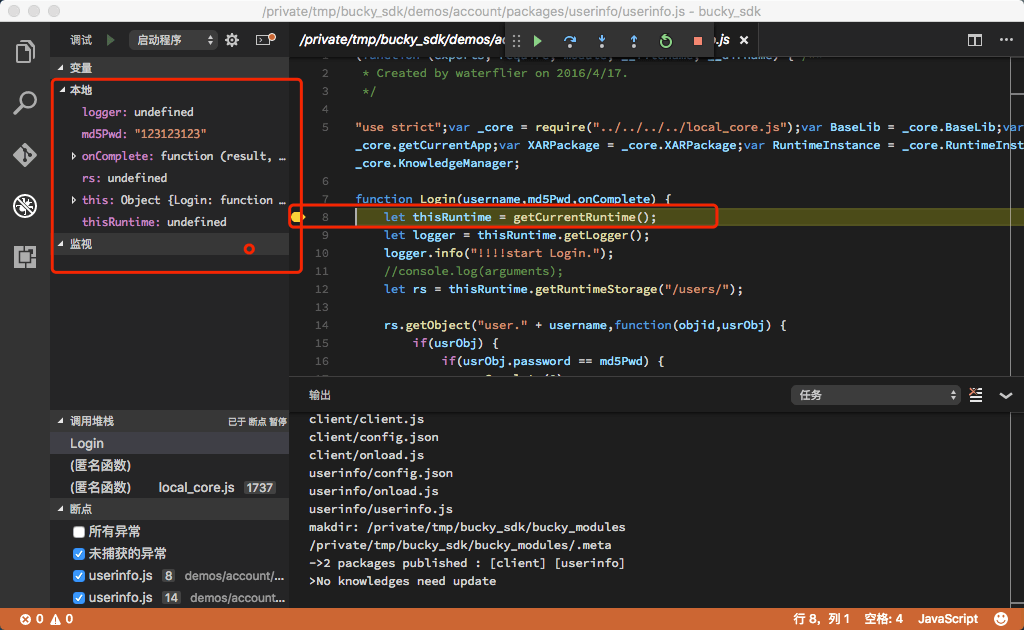 /private/tmp/bucky_sdk/demos/account/packages/userinfo/userinfo.js - bucky_sdk
调试
启动程序
/private/tmp/bucky_sdk/demos/ac
.js
变量
本地
logger: undefined
md5Pwd: "123123123"
onComplete: function (result, …
rs: undefined
this: Object {Login: function …
thisRuntime: undefined
监视
调用堆栈
已于 断点 暂停
Login
(匿名函数)
(匿名函数) local_core.js 1737
断点
所有异常
未捕获的异常
userinfo.js 8 demos/account/...
userinfo.js 14 demos/account...
2 * Created by waterflier on 2016/4/17.
3 */
4
5 "use strict";var _core = require("../../../../local_core.js");var BaseLib = _core.BaseLib;var
_core.getCurrentApp;var XARPackage = _core.XARPackage;var RuntimeInstance = _core.RuntimeInst
_core.KnowledgeManager;
6
7 function Login(username,md5Pwd,onComplete) {
8 let thisRuntime = getCurrentRuntime();
9 let logger = thisRuntime.getLogger();
10 logger.info("!!!!start Login.");
11 //console.log(arguments);
12 let rs = thisRuntime.getRuntimeStorage("/users/");
13
14 rs.getObject("user." + username,function(objid,usrObj) {
15 if(usrObj) {
16 if(usrObj.password == md5Pwd) {
输出
任务
client/client.js
client/config.json
client/onload.js
userinfo/config.json
userinfo/onload.js
userinfo/userinfo.js
makdir: /private/tmp/bucky_sdk/bucky_modules
/private/tmp/bucky_sdk/bucky_modules/.meta
->2 packages published : [client] [userinfo]
>No knowledges need update
0 0
行 8，列 1
空格: 4
JavaScript